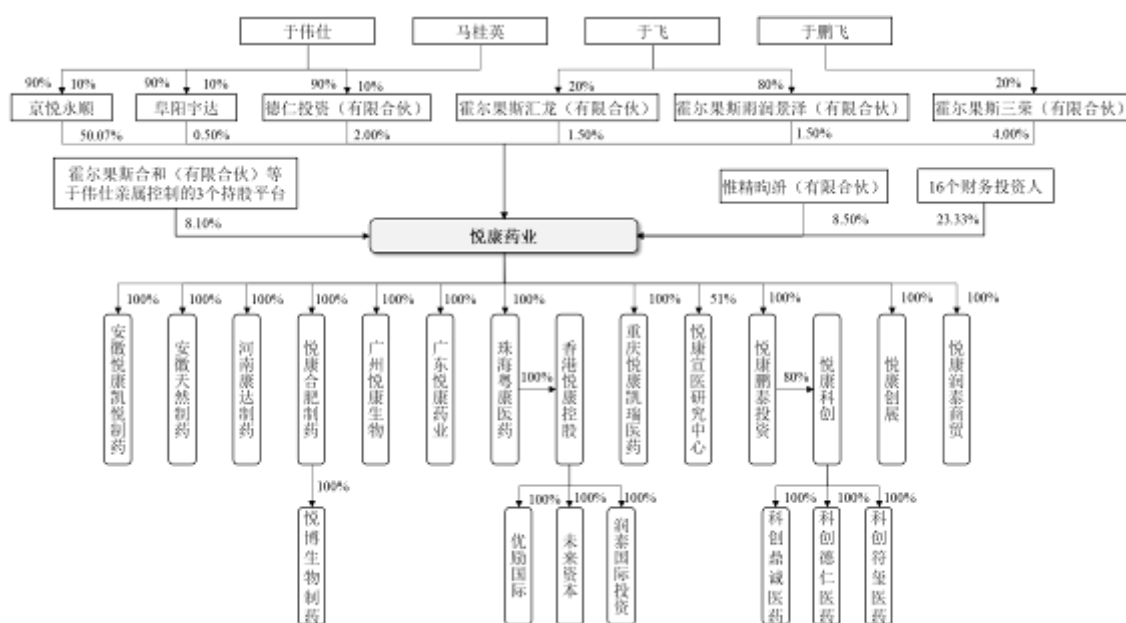 于伟仕
马桂英
于飞
于鹏飞
90% 10% 90% 10% 90% 10% 20% 80% 20%
京悦永顺
阜阳宇达
德仁投资（有限合伙）
霍尔果斯汇龙（有限合伙）
霍尔果斯雨润景泽（有限合伙）
霍尔果斯三荣（有限合伙）
50.07% 0.50% 2.00% 1.50% 1.50% 4.00%
霍尔果斯合和（有限合伙）等
于伟仕亲属控制的3个持股平台
惟精昫竔（有限合伙）
16个财务投资人
8.10%
8.50%
23.33%
悦康药业
100% 100% 100% 100% 100% 100% 100% 100% 51% 100% 100% 100%
安徽悦康凯悦制药
安徽天然制药
河南康达制药
悦康合肥制药
广州悦康生物
广东悦康药业
珠海粤康医药
100%
香港悦康控股
重庆悦康凯瑞医药
悦康宣医研究中心
悦康鹏泰投资
80%
悦康科创
悦康创展
悦康润泰商贸
100%
100% 100% 100%
100% 100% 100%
悦博生物制药
优励国际
未来资本
润泰国际投资
科创鼎诚医药
科创德仁医药
科创符玺医药